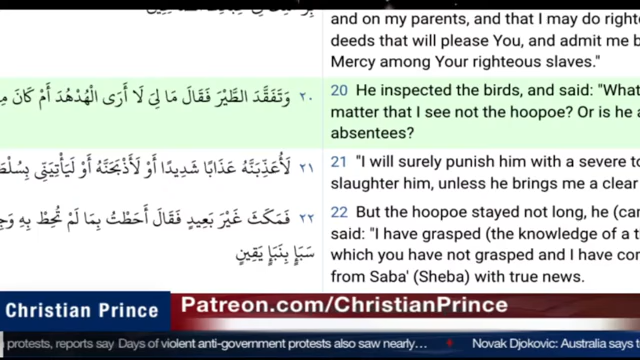 ٢٠ وَتَفَقَّدَ الطَّيْرَ فَقَالَ مَا لِىَ لَا أَرَى الْهُدْهُدَ أَمْ كَانَ
٢١ لَأُعَذِّبَنَّهُ عَذَابًا شَدِيدًا أَوْ لَأَذْبَحَنَّهُ أَوْ لَيَأْتِيَنِّى بِسُلْطَ
٢٢ فَمَكَثَ غَيْرَ بَعِيدٍ فَقَالَ أَحَطْتُ بِمَا لَمْ تُحِطْ بِهِ
سَبَإٍ بِنَبَإٍ يَقِينٍ
and on my parents, and that I may do righte
deeds that will please You, and admit me b
Mercy among Your righteous slaves."
20 He inspected the birds, and said: "What
matter that I see not the hoopoe? Or is he a
absentees?
21 "I will surely punish him with a severe to
slaughter him, unless he brings me a clear
22 But the hoopoe stayed not long, he (cam
said: "I have grasped (the knowledge of a t
which you have not grasped and I have con
from Saba' (Sheba) with true news.
Christian Prince
Patreon.com/ChristianPrince
protests, reports say Days of violent anti-government protests also saw nearly... Novak Djokovic: Australia says t